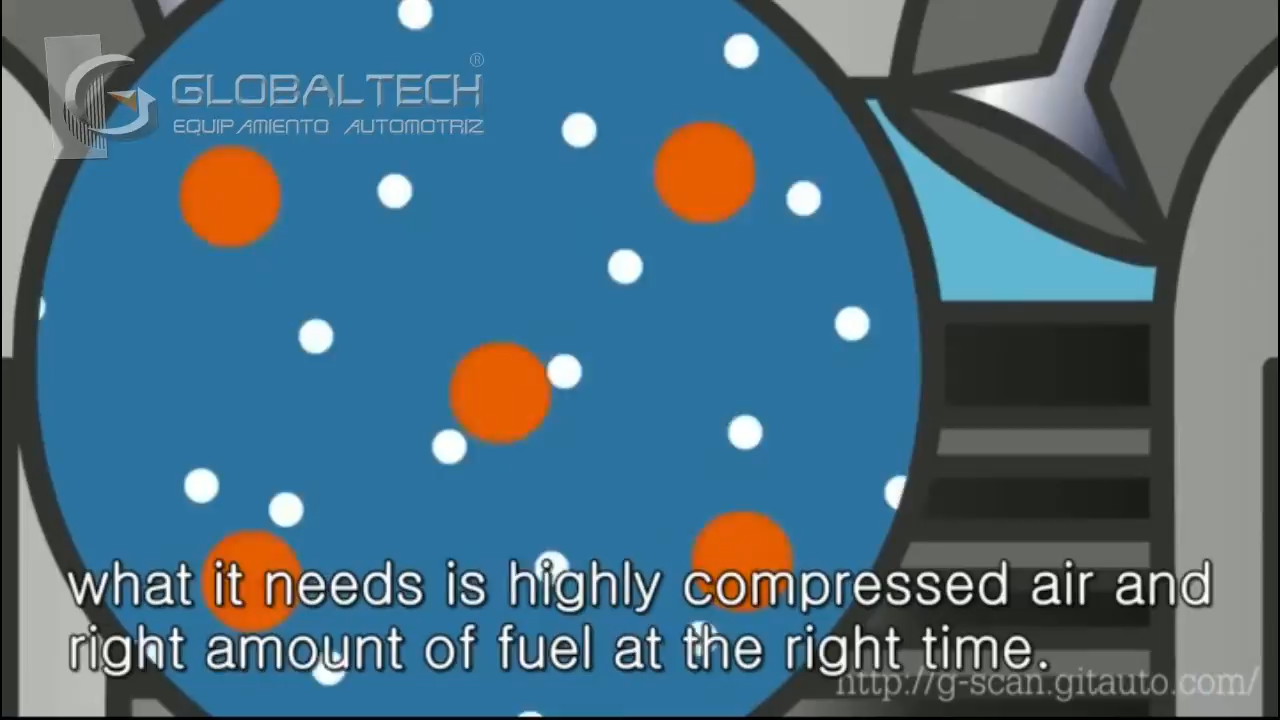 GLOBALTECH®
EQUIPAMIENTO AUTOMOTRIZ
what it needs is highly compressed air and
right amount of fuel at the right time.
http://g-scan.gitauto.com/